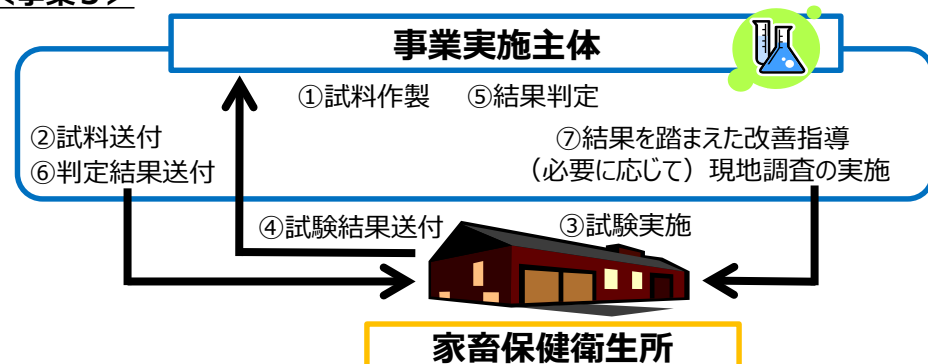 事業実施主体
①試料作製 ⑤結果判定
②試料送付
⑥判定結果送付
⑦結果を踏まえた改善指導
（必要に応じて）現地調査の実施
④試験結果送付
③試験実施
家畜保健衛生所